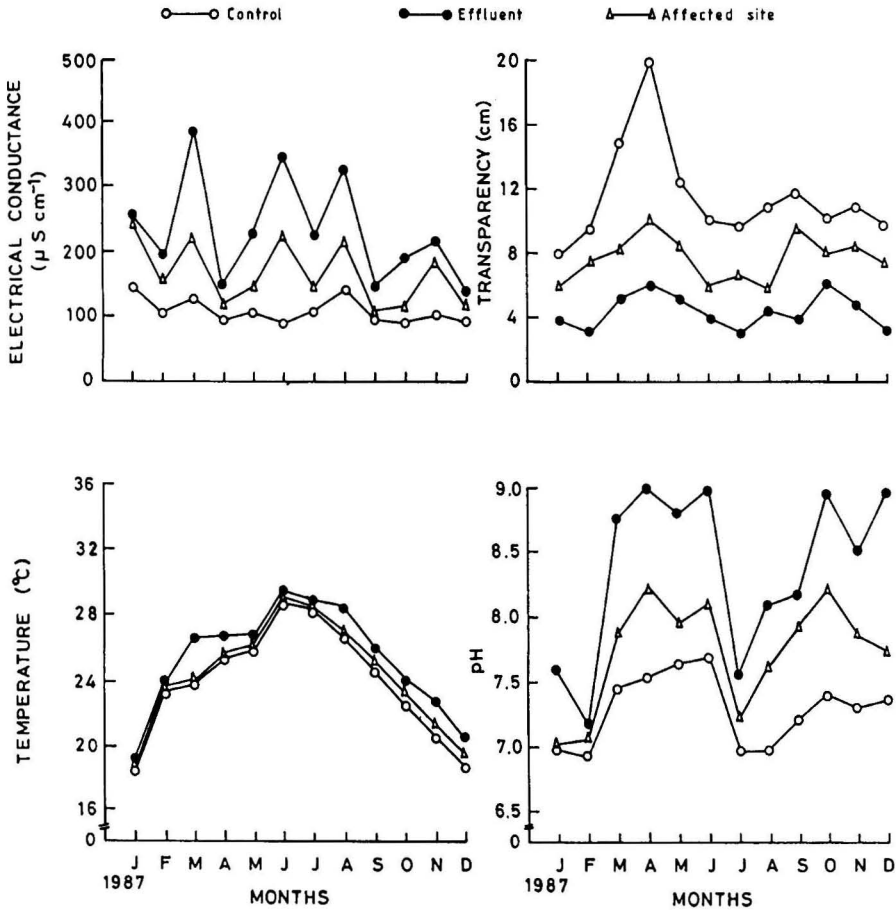 Control
Effluent
Affected site
ELECTRICAL CONDUCTANCE
(μ S cm⁻¹)
500
400
300
200
100
0
TRANSPARENCY (cm)
20
16
12
8
4
0
TEMPERATURE (°C)
36
32
28
24
20
16
0
J F M A M J J A S O N D
1987
MONTHS
pH
9.0
8.5
8.0
7.5
7.0
6.5
0
J F M A M J J A S O N D
1987
MONTHS